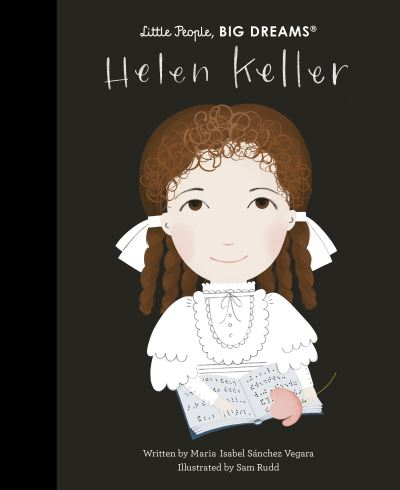 Little People, BIG DREAMS®
Helen Keller
Written by Maria Isabel Sánchez Vegara
Illustrated by Sam Rudd